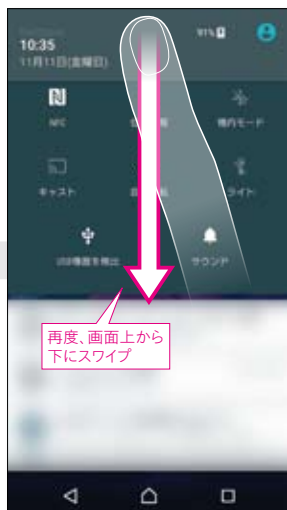 91%
10:35
11月11日(金曜日)
NFC
機内モード
キャスト
ライト
USB機器を検出
サウンド
再度、画面上から
下にスワイプ